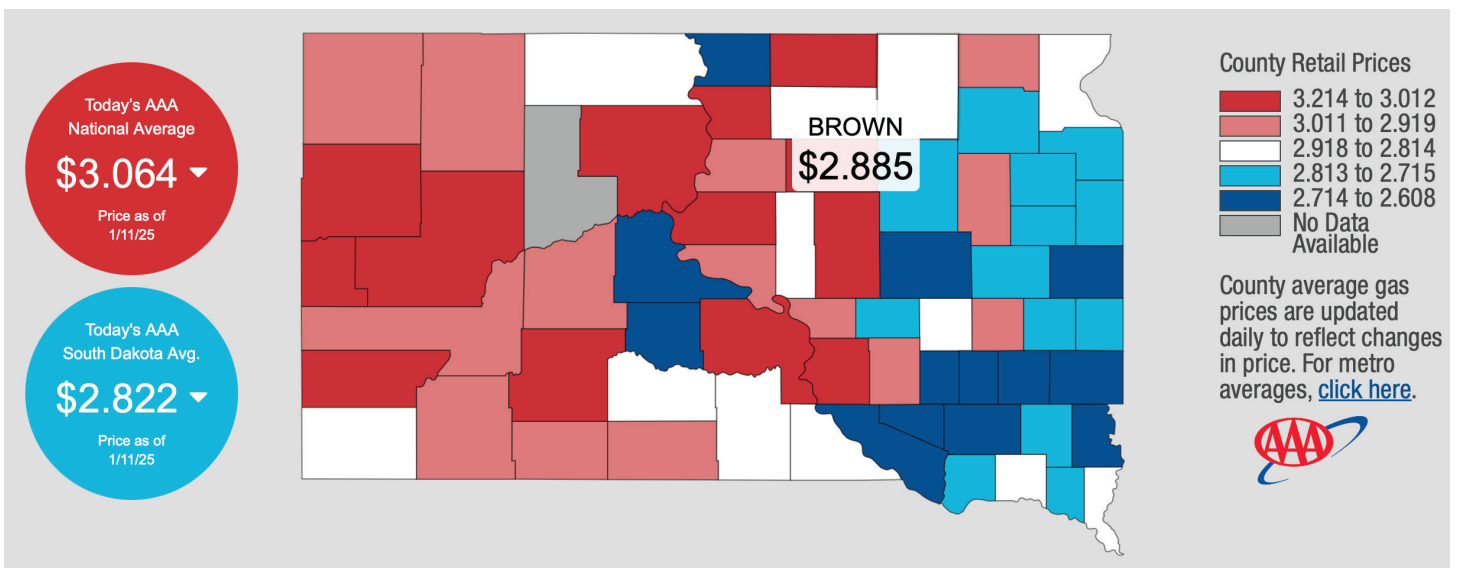 Today's AAA
National Average
$3.064
Price as of
1/11/25
Today's AAA
South Dakota Avg.
$2.822
Price as of
1/11/25
BROWN
$2.885
County Retail Prices
3.214 to 3.012
3.011 to 2.919
2.918 to 2.814
2.813 to 2.715
2.714 to 2.608
No Data
Available
County average gas
prices are updated
daily to reflect changes
in price. For metro
averages, click here.
AAA